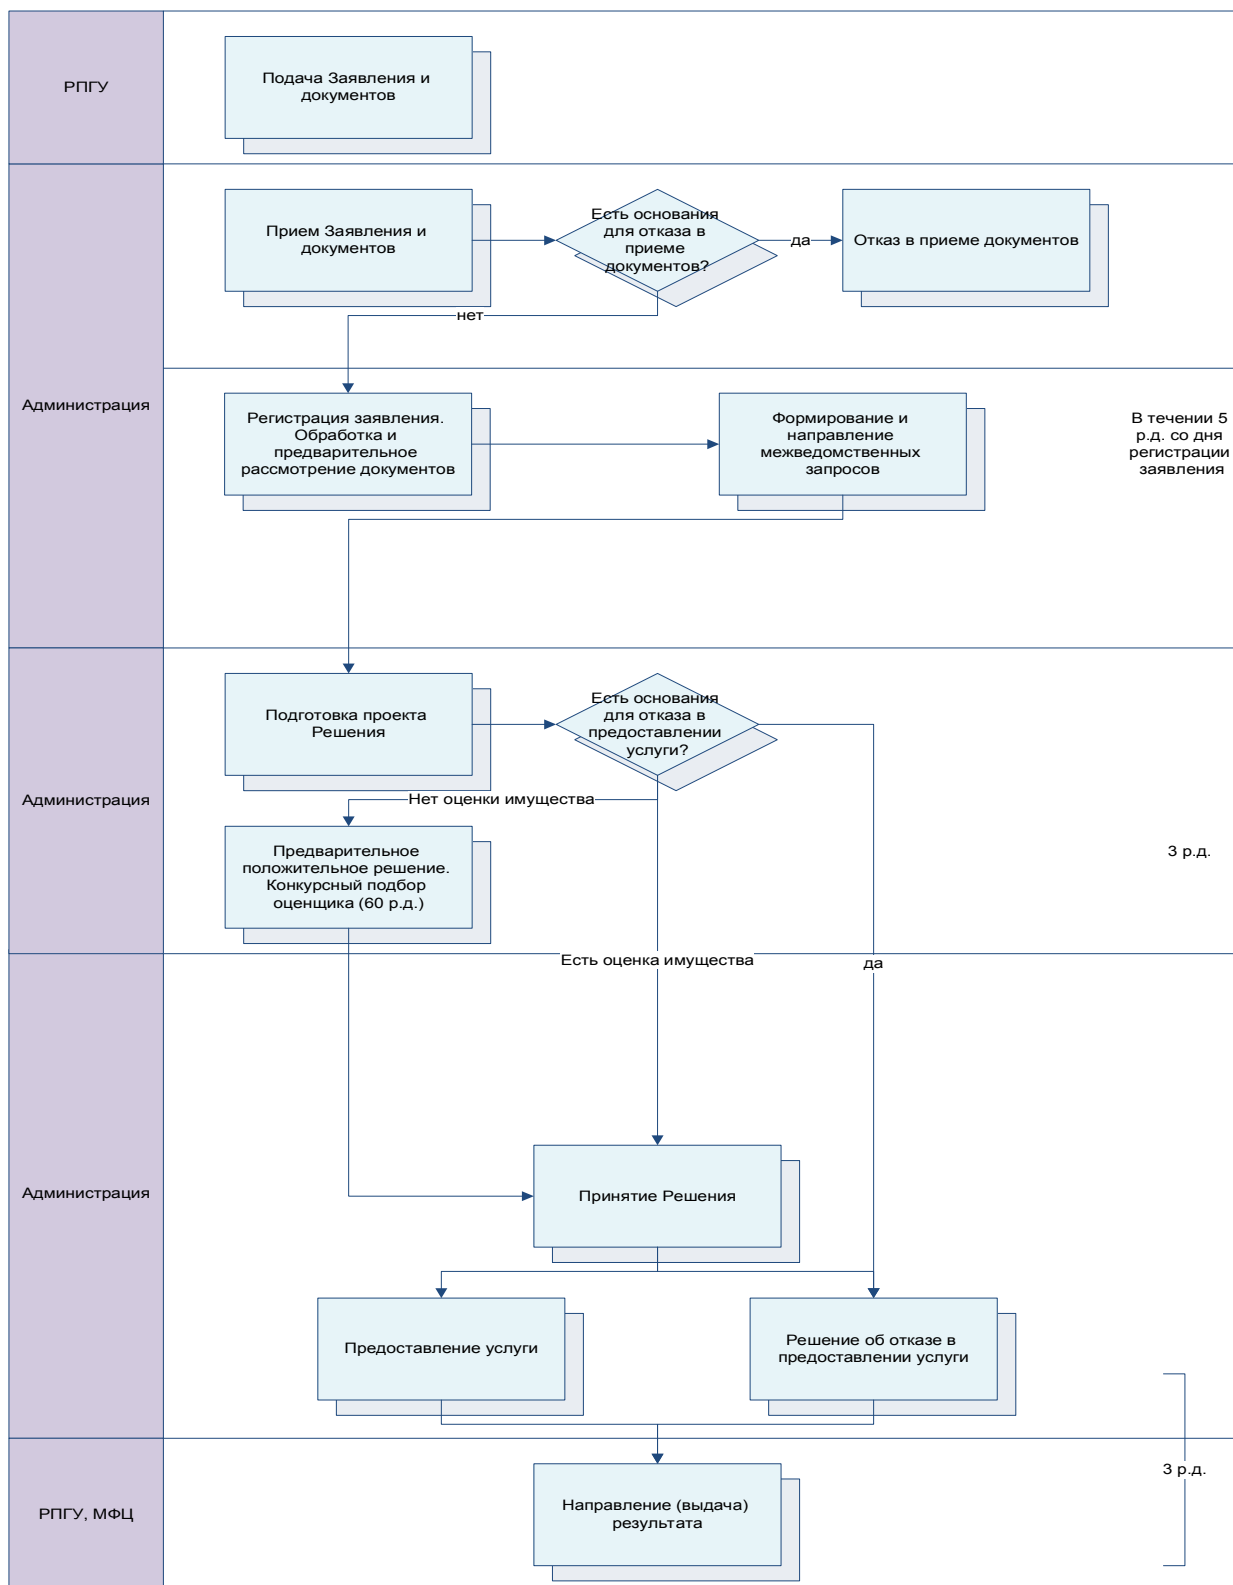 РПГУ
Подача Заявления и
документов
Администрация
Прием Заявления и
документов
Есть основания
для отказа в
приеме
документов?
да
Отказ в приеме документов
нет
Регистрация заявления.
Обработка и
предварительное
рассмотрение документов
Формирование и
направление
межведомственных
запросов
В течении 5
р.д. со дня
регистрации
заявления
Администрация
Подготовка проекта
Решения
Есть основания
для отказа в
предоставлении
услуги?
Нет оценки имущества
Предварительное
положительное решение.
Конкурсный подбор
оценщика (60 р.д.)
3 р.д.
Есть оценка имущества
да
Администрация
Принятие Решения
Предоставление услуги
Решение об отказе в
предоставлении услуги
3 р.д.
РПГУ, МФЦ
Направление (выдача)
результата